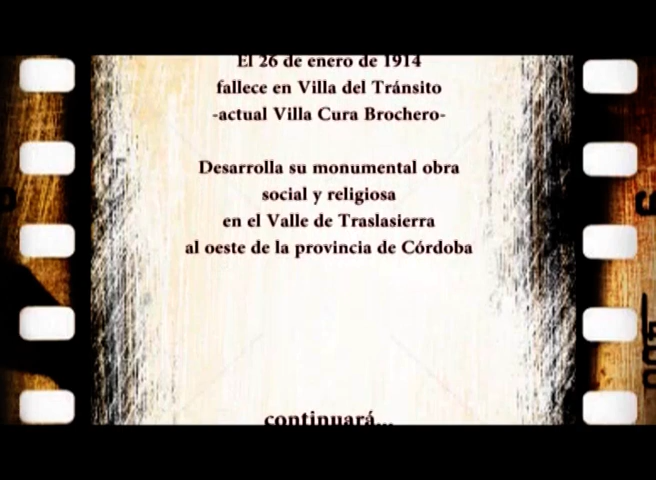 El 26 de enero de 1914
fallece en Villa del Tránsito
-actual Villa Cura Brochero-
Desarrolla su monumental obra
social y religiosa
en el Valle de Traslasierra
al oeste de la provincia de Córdoba
continuará...